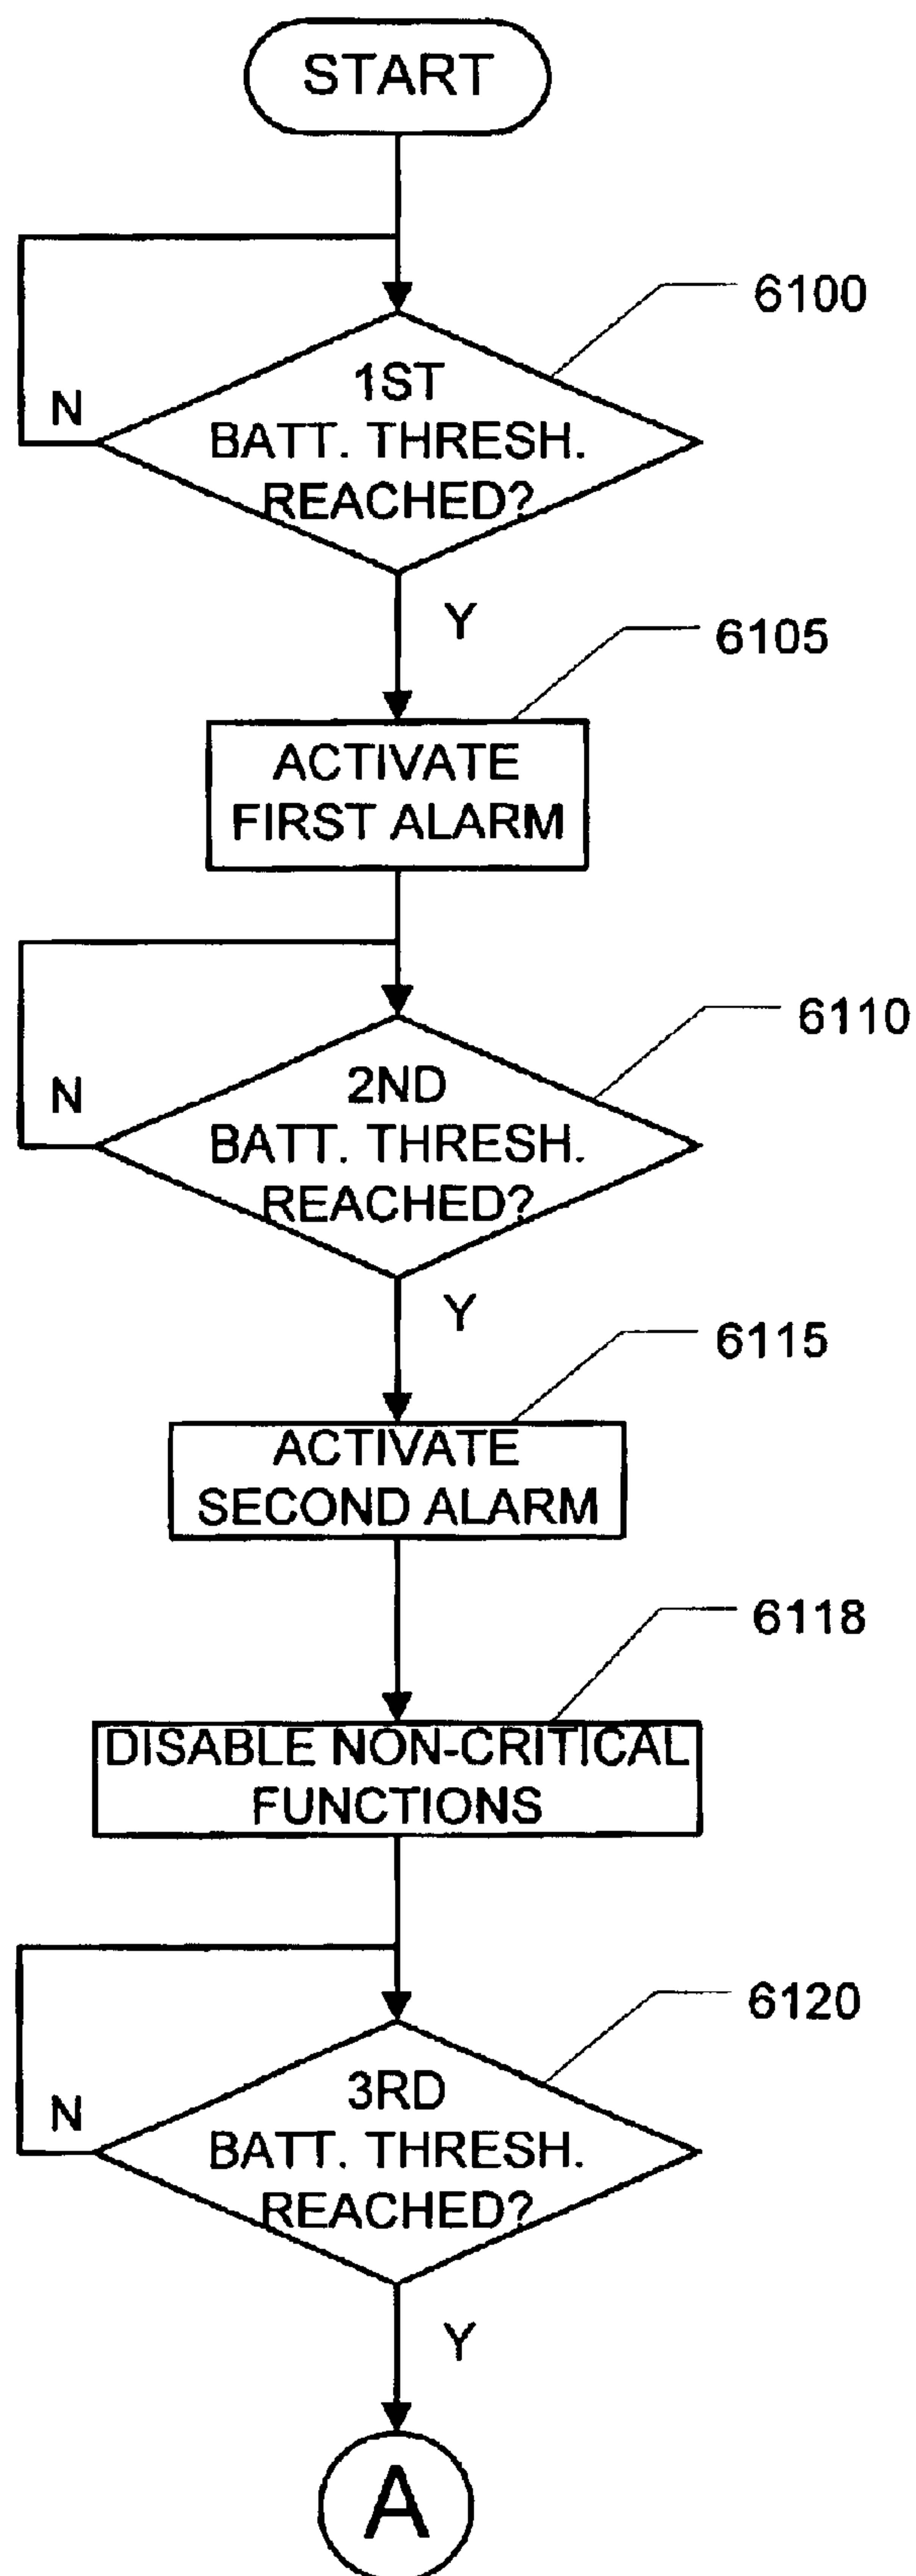 START
6100
1ST
BATT. THRESH.
REACHED?
N
Y
6105
ACTIVATE
FIRST ALARM
6110
2ND
BATT. THRESH.
REACHED?
N
Y
6115
ACTIVATE
SECOND ALARM
6118
DISABLE NON-CRITICAL
FUNCTIONS
6120
3RD
BATT. THRESH.
REACHED?
N
Y
A